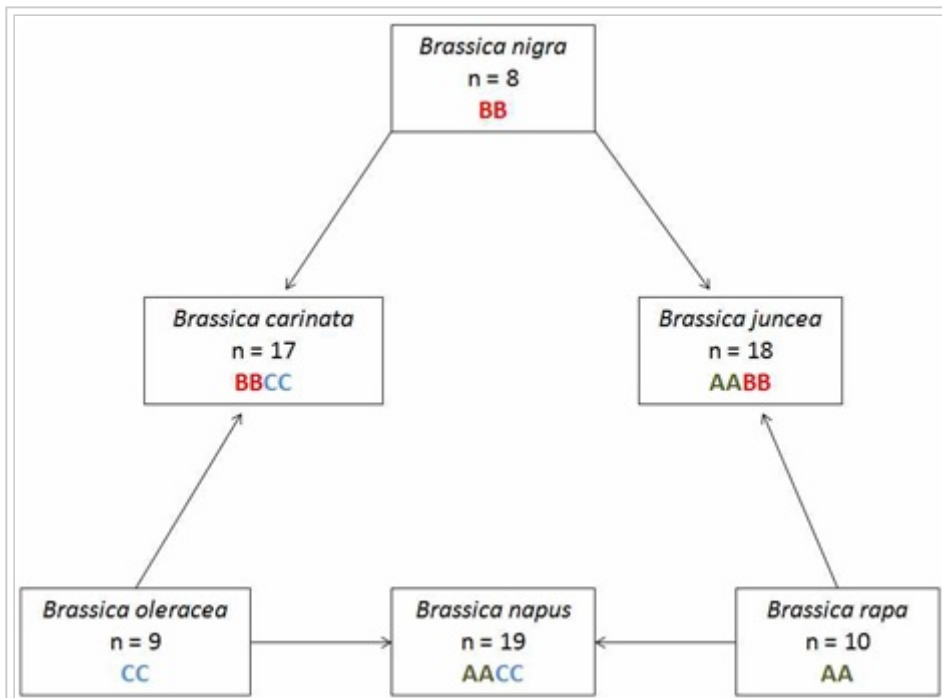 Brassica nigra
n = 8
BB
Brassica carinata
n = 17
BBCC
Brassica juncea
n = 18
AABB
Brassica oleracea
n = 9
CC
Brassica napus
n = 19
AACC
Brassica rapa
n = 10
AA